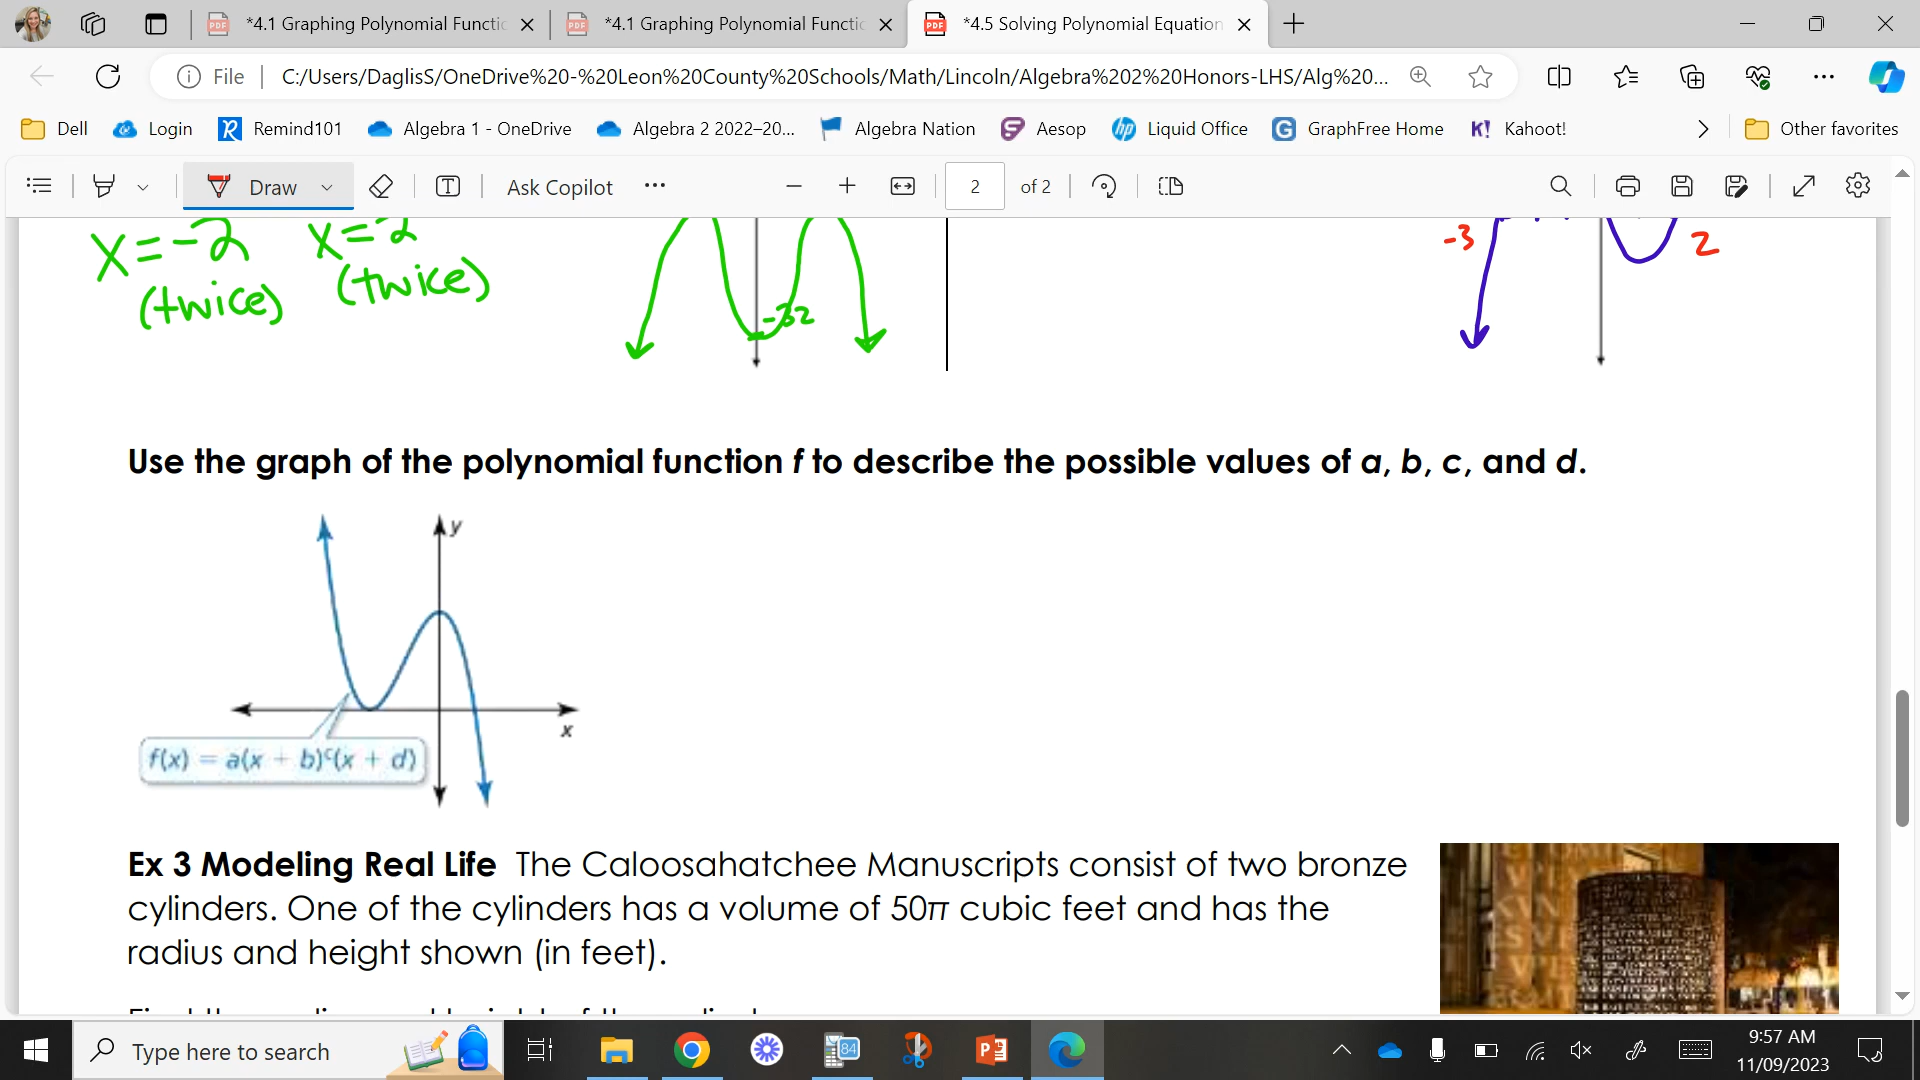 *4.1 Graphing Polynomial Functic
*4.1 Graphing Polynomial Functic
*4.5 Solving Polynomial Equation
File
C:/Users/DaglisS/OneDrive%20-%20Leon%20County%20Schools/Math/Lincoln/Algebra%202%20Honors-LHS/Alg%20...
Dell
Login
Remind101
Algebra 1 - OneDrive
Algebra 2 2022-20...
Algebra Nation
Aesop
Liquid Office
GraphFree Home
Kahoot!
Other favorites
Draw
Ask Copilot
2
of 2
x=-2
x=2
(twice)
(twice)
-32
-3
2
Use the graph of the polynomial function f to describe the possible values of a, b, c, and d.
y
x
f(x) = a(x + b)ᶜ(x + d)
Ex 3 Modeling Real Life The Caloosahatchee Manuscripts consist of two bronze
cylinders. One of the cylinders has a volume of 50π cubic feet and has the
radius and height shown (in feet).
Type here to search
84
9:57 AM
11/09/2023